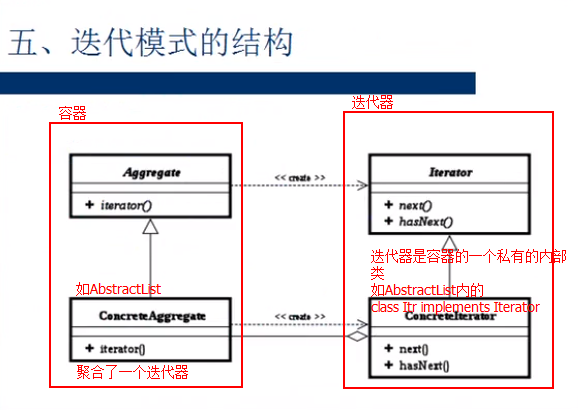 五、迭代模式的结构
容器
迭代器
Aggregate
<< create >>
Iterator
+ iterator()
+ next()
+ hasNext()
迭代器是容器的一个私有的内部
类
如AbstractList
如AbstractList内的
class Itr implements Iterator
ConcreteAggregate
<< create >>
ConcreteIterator
+ iterator()
+ next()
+ hasNext()
聚合了一个迭代器